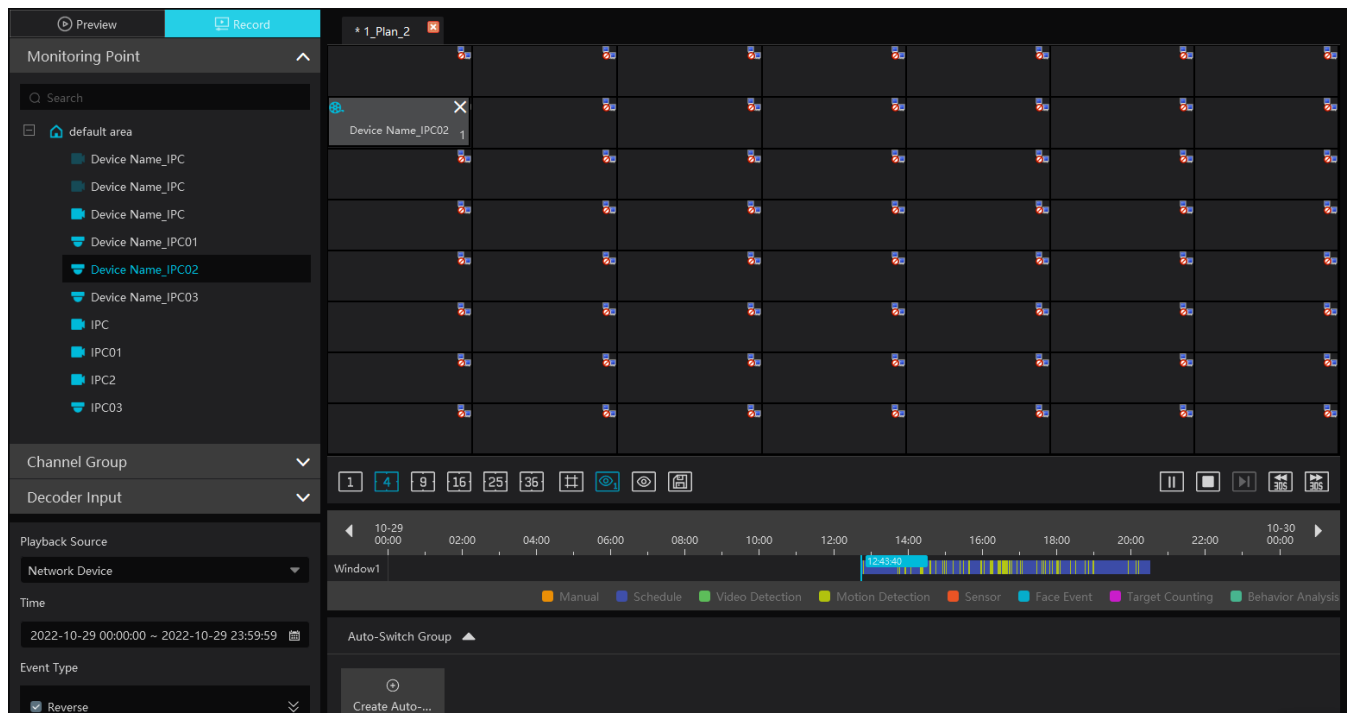 Preview
Record
Monitoring Point
Search
default area
Device Name_IPC
Device Name_IPC
Device Name_IPC
Device Name_IPC01
Device Name_IPC02
Device Name_IPC03
IPC
IPC01
IPC2
IPC03
Channel Group
Decoder Input
Playback Source
Network Device
Time
2022-10-29 00:00:00 ~ 2022-10-29 23:59:59
Event Type
Reverse
* 1_Plan_2
Device Name_IPC02 1
1 4 9 16 25 36 1
30S 30S
10-29 10-30
00:00 02:00 04:00 06:00 08:00 10:00 12:00 14:00 16:00 18:00 20:00 22:00 00:00
Window1 12:43:40
Manual Schedule Video Detection Motion Detection Sensor Face Event Target Counting Behavior Analysis
Auto-Switch Group
Create Auto-...